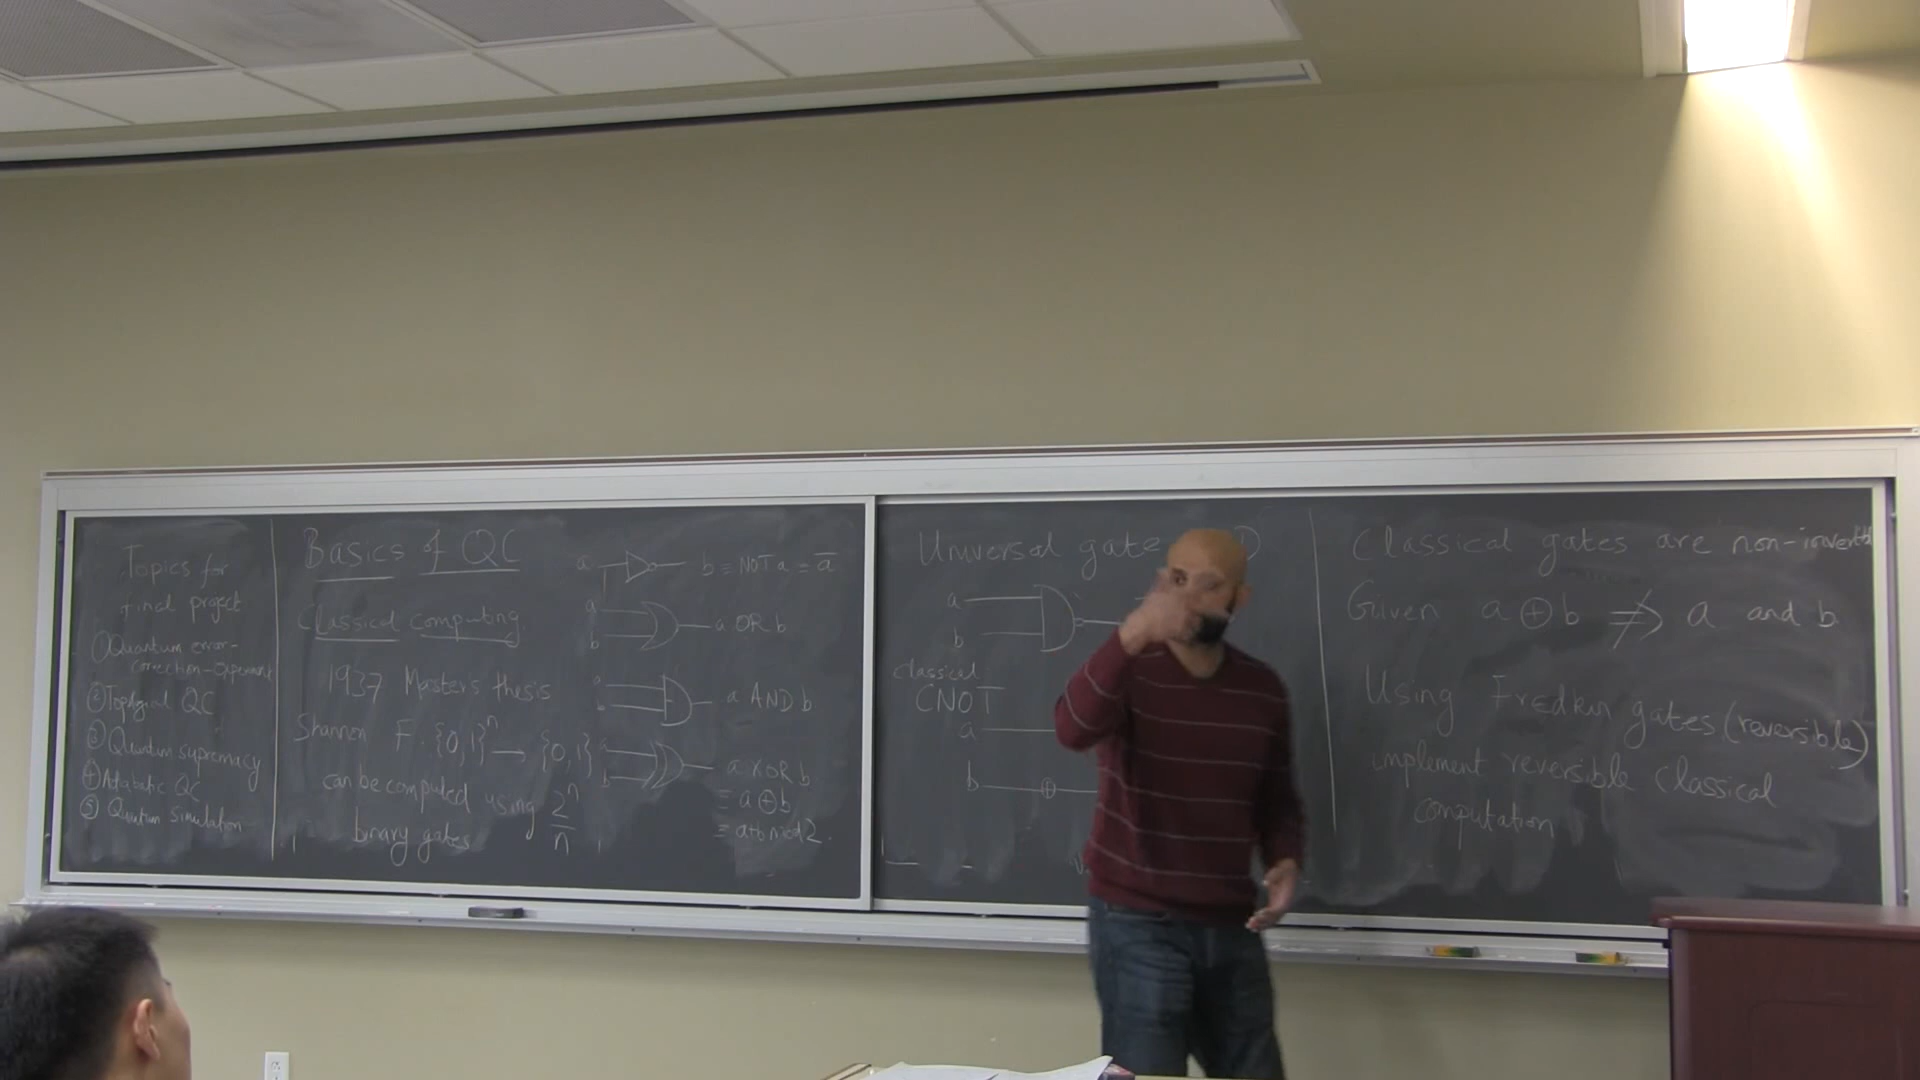 Topics for
final project
① Quantum error-
correction-experiment
② Topological QC
③ Quantum supremacy
④ Adiabatic QC
⑤ Quantum simulation
Basics of QC
Classical computing
1937 Masters thesis
Shannon F: {0,1}ⁿ → {0,1}
can be computed using 2ⁿ/n
binary gates
a b ≡ NOT a = a̅
a
b
a OR b
a
a AND b
a
b
a XOR b
≡ a ⊕ b
≡ a+b mod 2.
Universal gate
a
b
classical
CNOT
a
b ⊕
Classical gates are
Given a ⊕ b ⇏ a and b
Using Fredkin gates (reversible)
implement reversible classical
computation